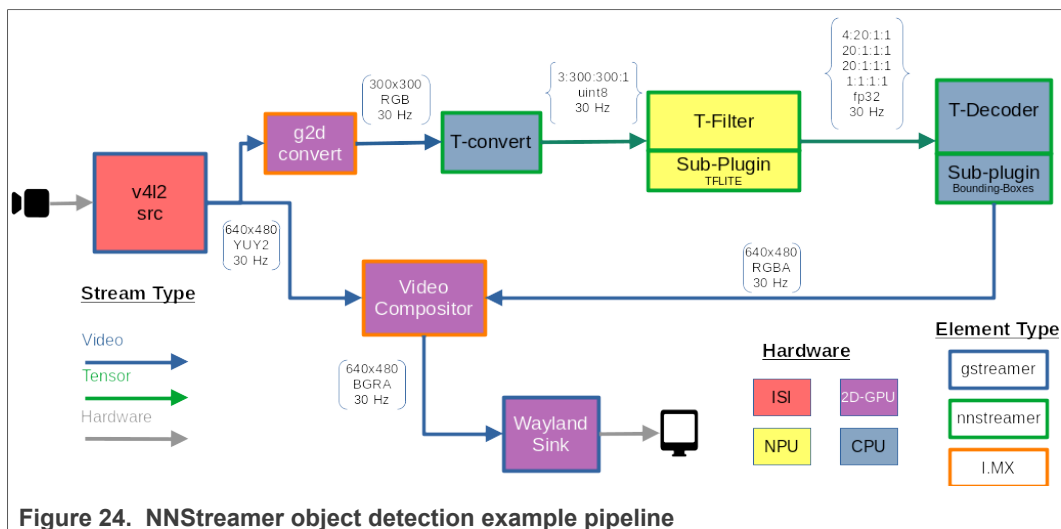 4:20:1:1
20:1:1:1
20:1:1:1
1:1:1:1
fp32
30 Hz
3:300:300:1
uint8
30 Hz
300x300
RGB
30 Hz
g2d
convert
T-convert
T-Filter
Sub-Plugin
TFLITE
T-Decoder
Sub-plugin
Bounding-Boxes
v4l2
src
640x480
YUY2
30 Hz
640x480
RGBA
30 Hz
Video
Compositor
Stream Type
Video
Tensor
Hardware
640x480
BGRA
30 Hz
Wayland
Sink
Hardware
ISI
2D-GPU
NPU
CPU
Element Type
gstreamer
nnstreamer
I.MX
Figure 24. NNStreamer object detection example pipeline